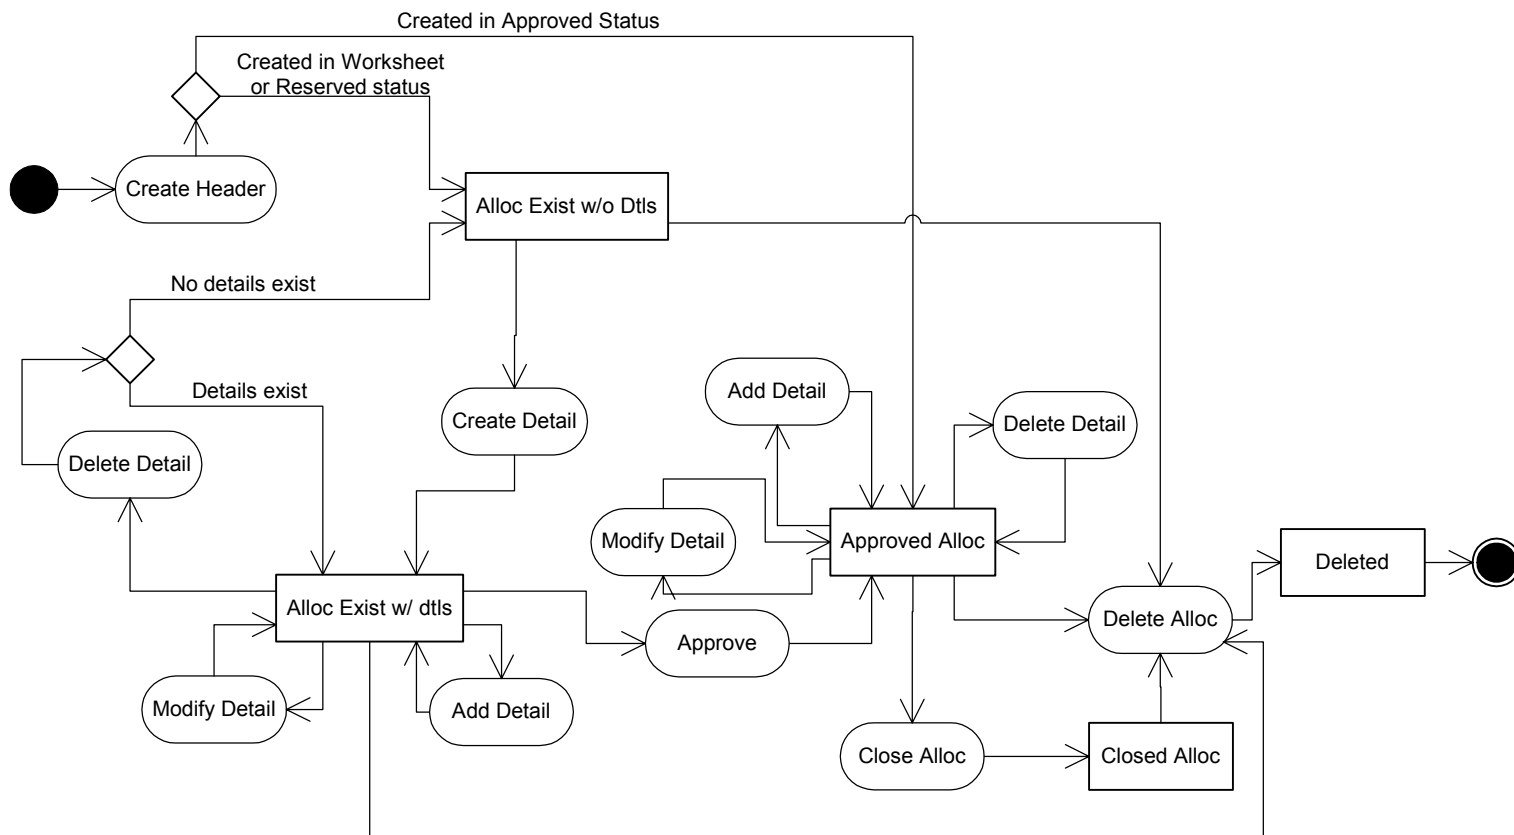 Created in Approved Status
Created in Worksheet
or Reserved status
Create Header
Alloc Exist w/o Dtls
No details exist
Details exist
Add Detail
Delete Detail
Create Detail
Delete Detail
Modify Detail
Approved Alloc
Deleted
Alloc Exist w/ dtls
Approve
Delete Alloc
Modify Detail
Add Detail
Close Alloc
Closed Alloc